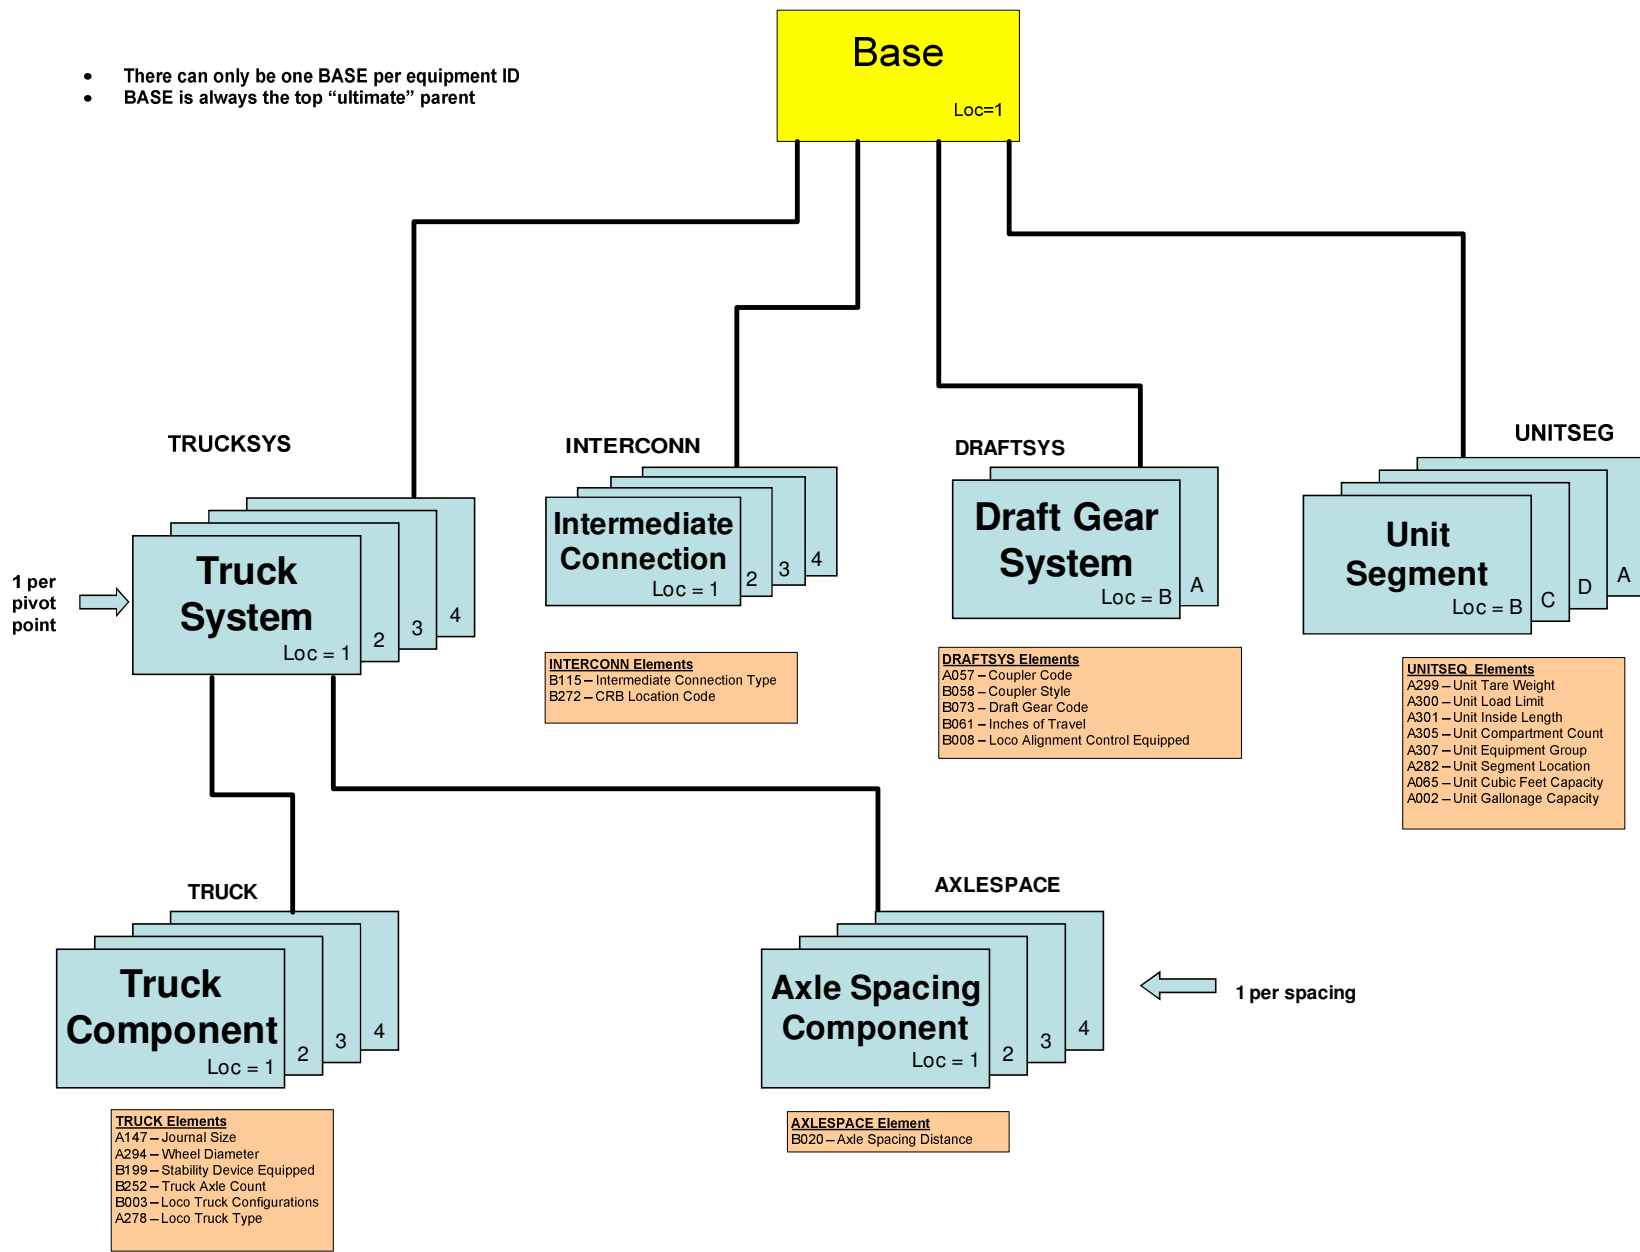 Base
Loc=1
• There can only be one BASE per equipment ID
• BASE is always the top “ultimate” parent
TRUCKSYS
INTERCONN
DRAFTSYS
UNITSEG
1 per
pivot
point
Truck
System
Loc = 1
2
3
4
Intermediate
Connection
Loc = 1
2
3
4
Draft Gear
System
Loc = B
A
Unit
Segment
Loc = B
C
D
A
INTERCONN Elements
B115 – Intermediate Connection Type
B272 – CRB Location Code
DRAFTSYS Elements
A057 – Coupler Code
B058 – Coupler Style
B073 – Draft Gear Code
B061 – Inches of Travel
B008 – Loco Alignment Control Equipped
UNITSEQ Elements
A299 – Unit Tare Weight
A300 – Unit Load Limit
A301 – Unit Inside Length
A305 – Unit Compartment Count
A307 – Unit Equipment Group
A282 – Unit Segment Location
A065 – Unit Cubic Feet Capacity
A002 – Unit Gallonage Capacity
TRUCK
AXLESPACE
Truck
Component
Loc = 1
2
3
4
Axle Spacing
Component
Loc = 1
2
3
4
1 per spacing
TRUCK Elements
A147 – Journal Size
A294 – Wheel Diameter
B199 – Stability Device Equipped
B252 – Truck Axle Count
B003 – Loco Truck Configurations
A278 – Loco Truck Type
AXLESPACE Element
B020 – Axle Spacing Distance